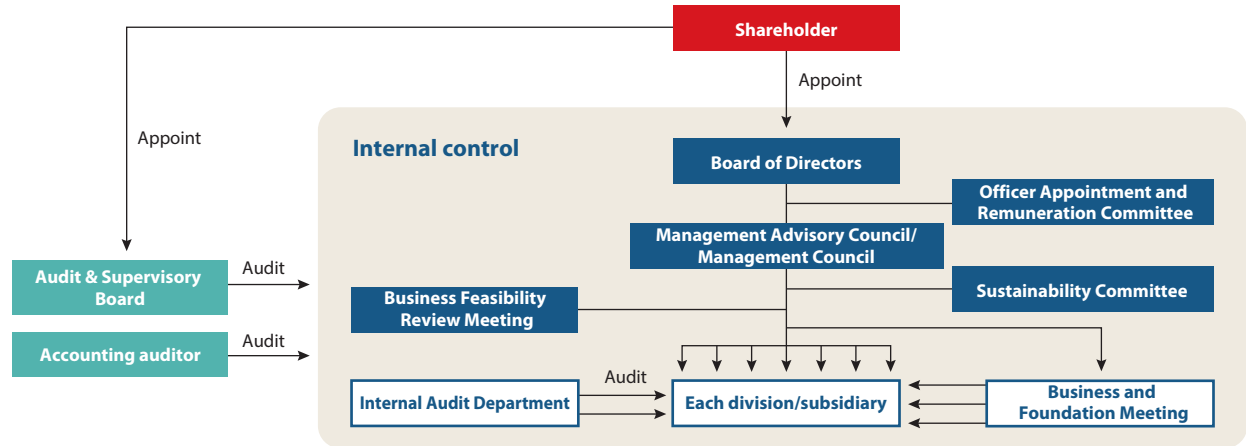 Shareholder
Appoint
Appoint
Internal control
Board of Directors
Officer Appointment and
Remuneration Committee
Management Advisory Council/
Management Council
Audit & Supervisory
Board
Audit
Sustainability Committee
Business Feasibility
Review Meeting
Accounting auditor
Audit
Internal Audit Department
Audit
Each division/subsidiary
Business and
Foundation Meeting